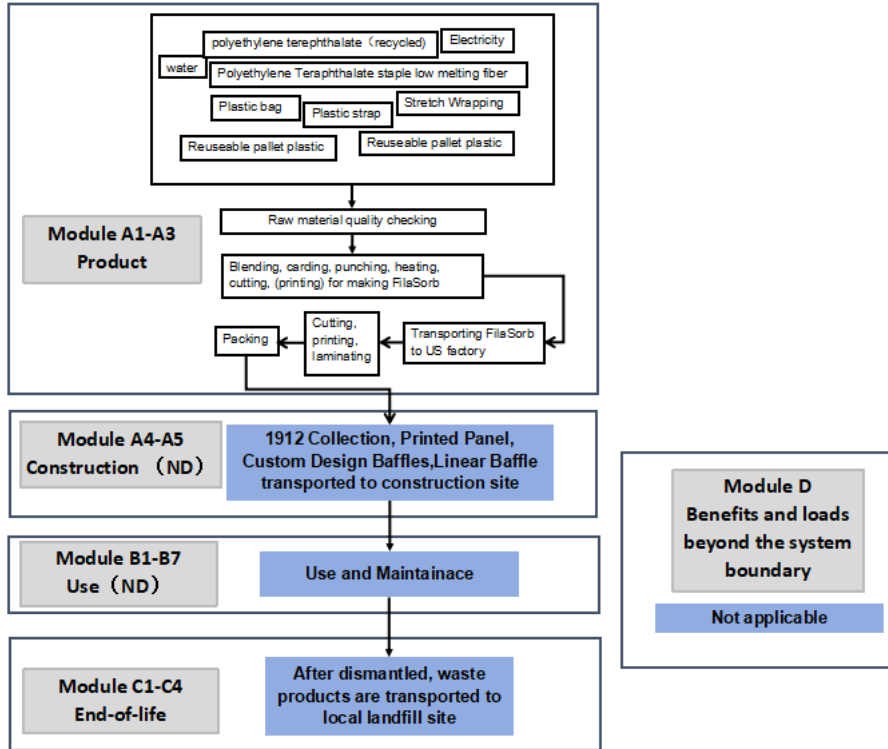 polyethylene terephthalate（recycled)
Electricity
water
Polyethylene Teraphthalate staple low melting fiber
Plastic bag
Plastic strap
Stretch Wrapping
Reuseable pallet plastic
Reuseable pallet plastic
Module A1-A3
Product
Raw material quality checking
Blending, carding, punching, heating,
cutting, (printing) for making FilaSorb
Transporting FilaSorb
to US factory
Cutting,
printing,
laminating
Packing
Module A4-A5
Construction （ND）
1912 Collection, Printed Panel,
Custom Design Baffles,Linear Baffle
transported to construction site
Module B1-B7
Use（ND）
Use and Maintainace
Module C1-C4
End-of-life
After dismantled, waste
products are transported to
local landfill site
Module D
Benefits and loads
beyond the system
boundary
Not applicable